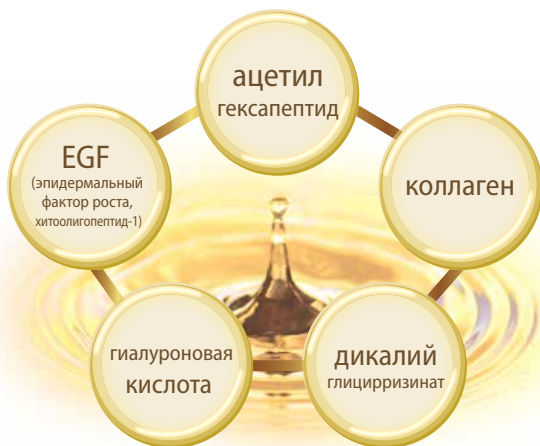 ацетил
гексапептид
EGF
(эпидермальный
фактор роста,
хитоолигопептид-1)
коллаген
гиалуроновая
кислота
дикалий
глицирризинат